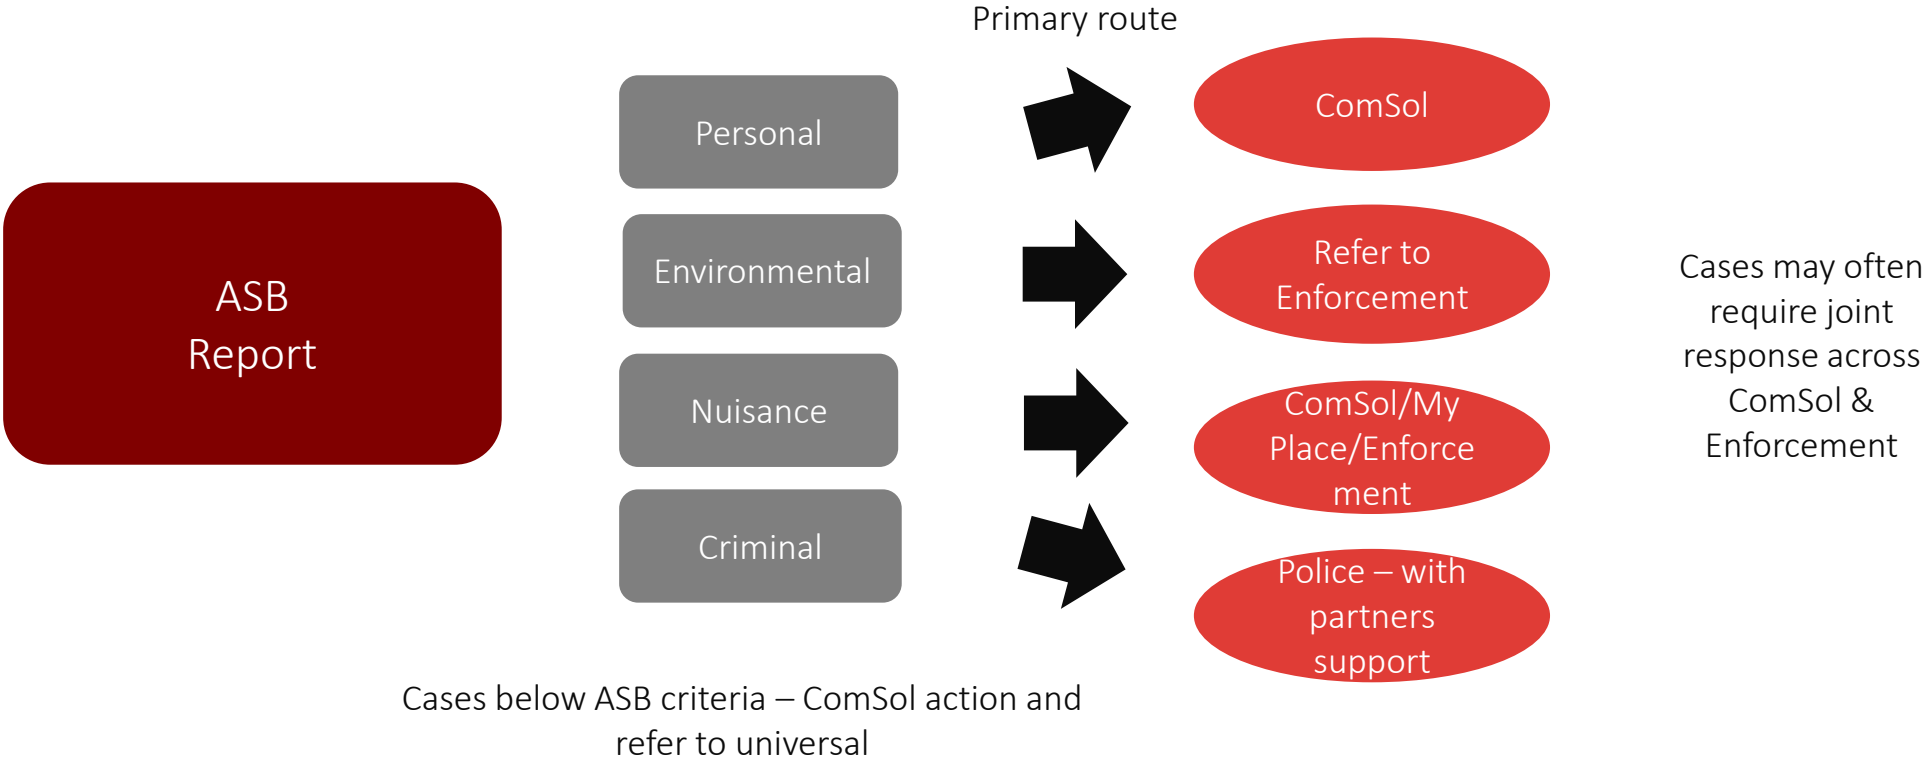 Primary route
ASB
Report
Personal
Environmental
Nuisance
Criminal
ComSol
Refer to
Enforcement
ComSol/My
Place/Enforce
ment
Police – with
partners
support
Cases may often
require joint
response across
ComSol &
Enforcement
Cases below ASB criteria – ComSol action and
refer to universal